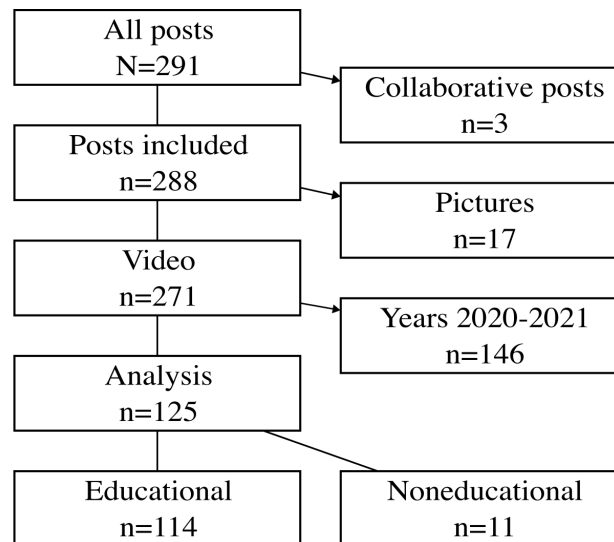 All posts
N=291
Collaborative posts
n=3
Posts included
n=288
Pictures
n=17
Video
n=271
Years 2020-2021
n=146
Analysis
n=125
Educational
n=114
Noneducational
n=11